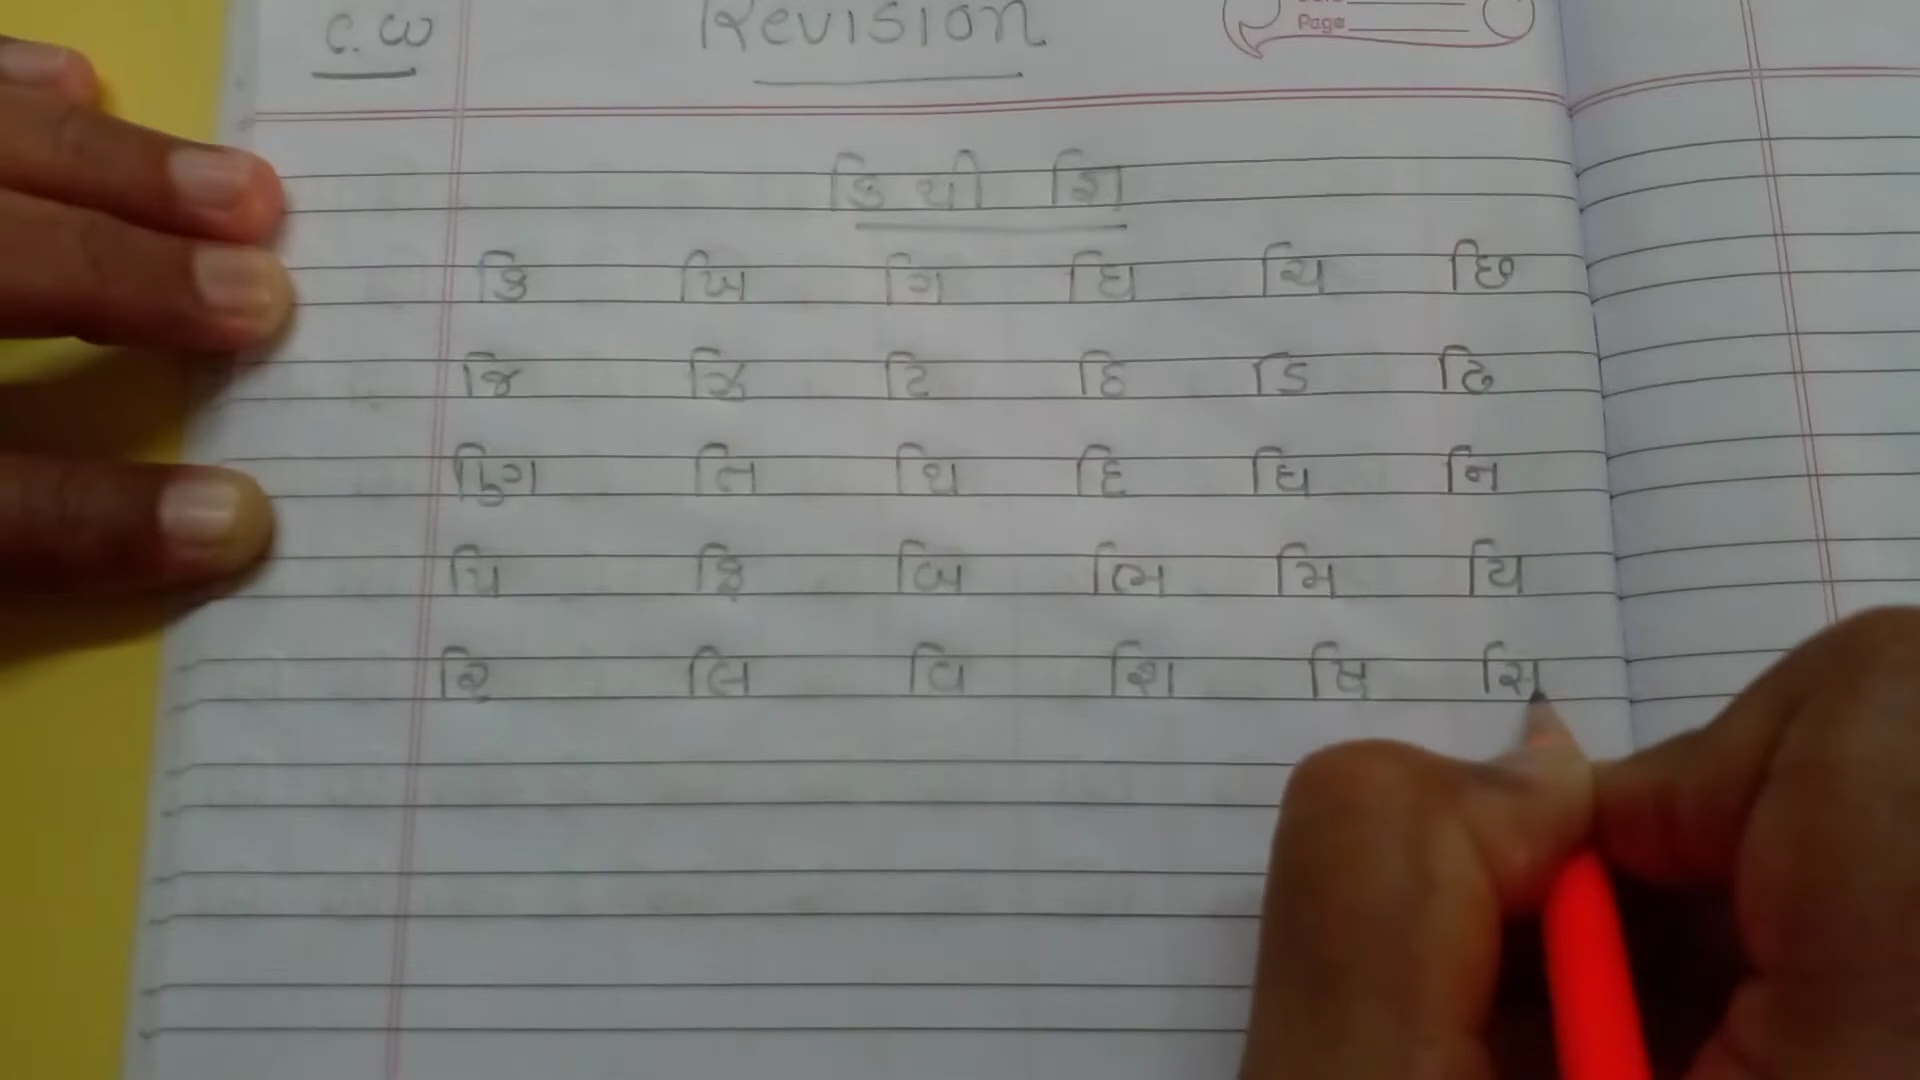 C.W Revision
Page
કિ થી જ્ઞિ
કિ ખિ ગિ ઘિ ચિ છિ
જિ ઝિ ટિ ઠિ ડિ ઢિ
ણિ તિ થિ દિ ધિ નિ
પિ ફિ બિ ભિ મિ યિ
રિ લિ વિ શિ ષિ સિ